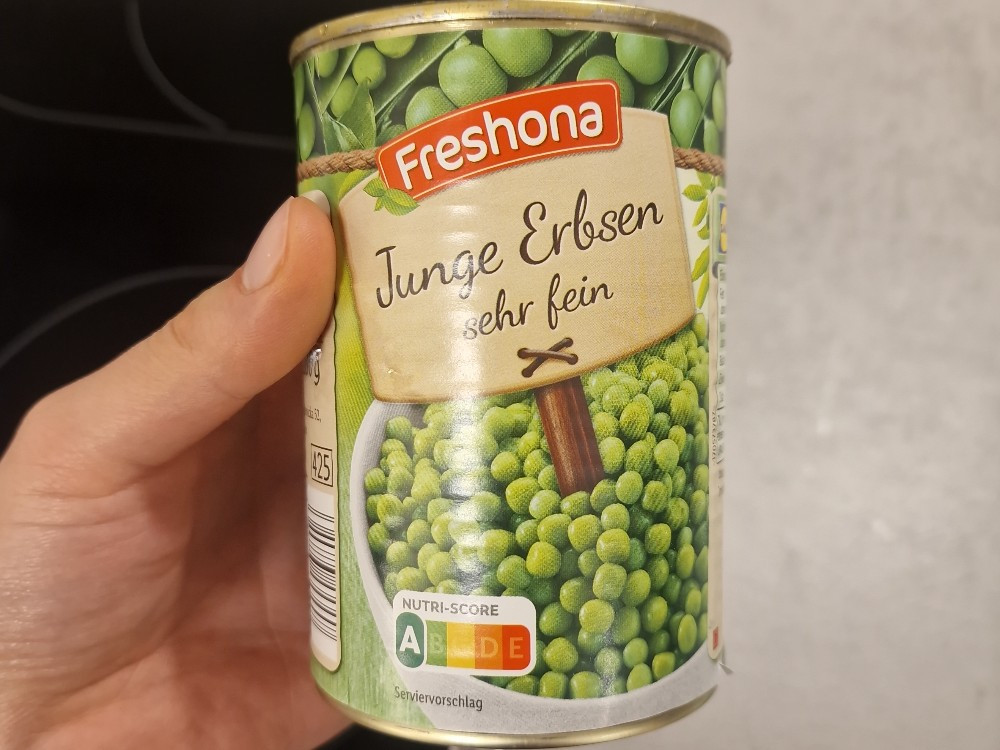 Freshona
Junge Erbsen
sehr fein
425
NUTRI-SCORE
A B C D E
Serviervorschlag